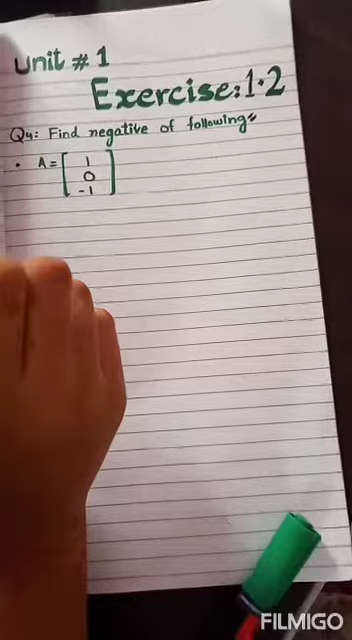 Unit # 1
Exercise:1.2
Q4: Find negative of following:
• A = [ 1
0
-1 ]
FILMIGO